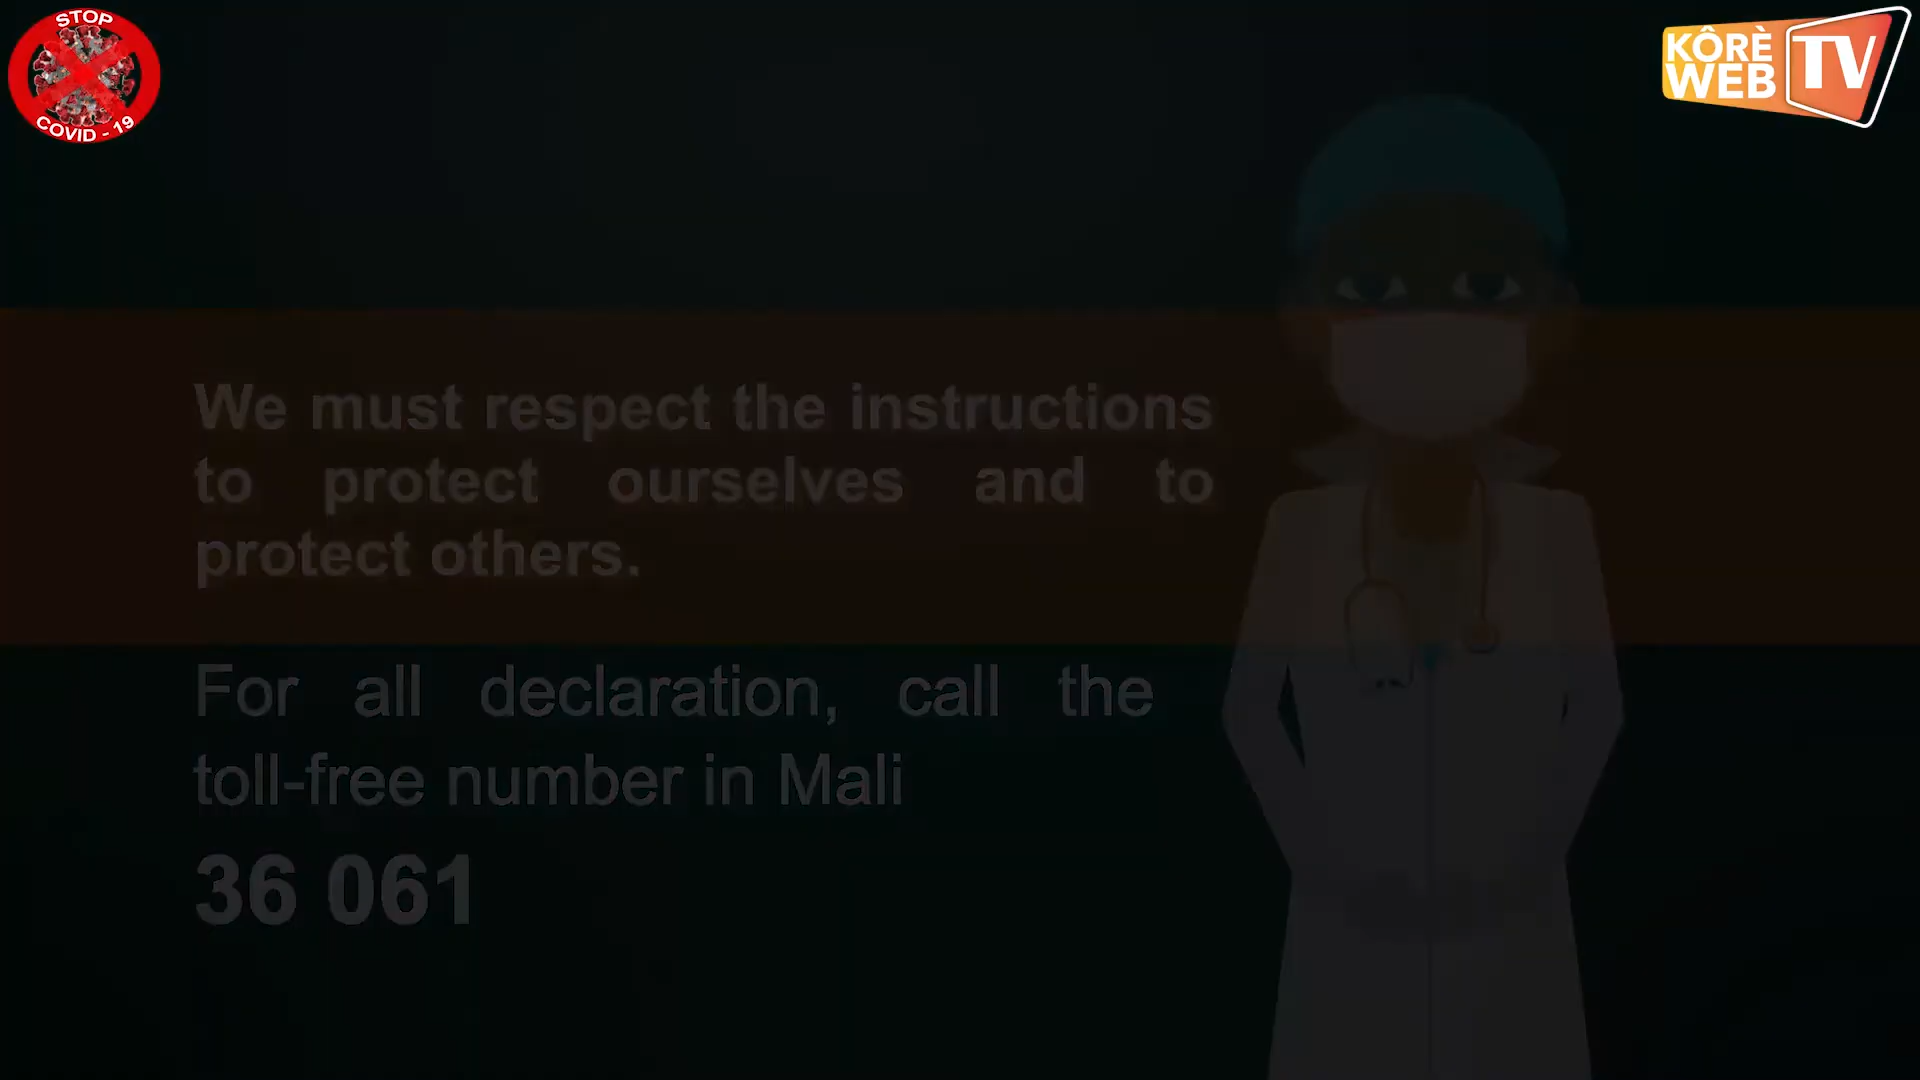 STOP
COVID - 19
KÔRÈ
WEB
TV
We must respect the instructions
to protect ourselves and to
protect others.
For all declaration, call the
toll-free number in Mali
36 061